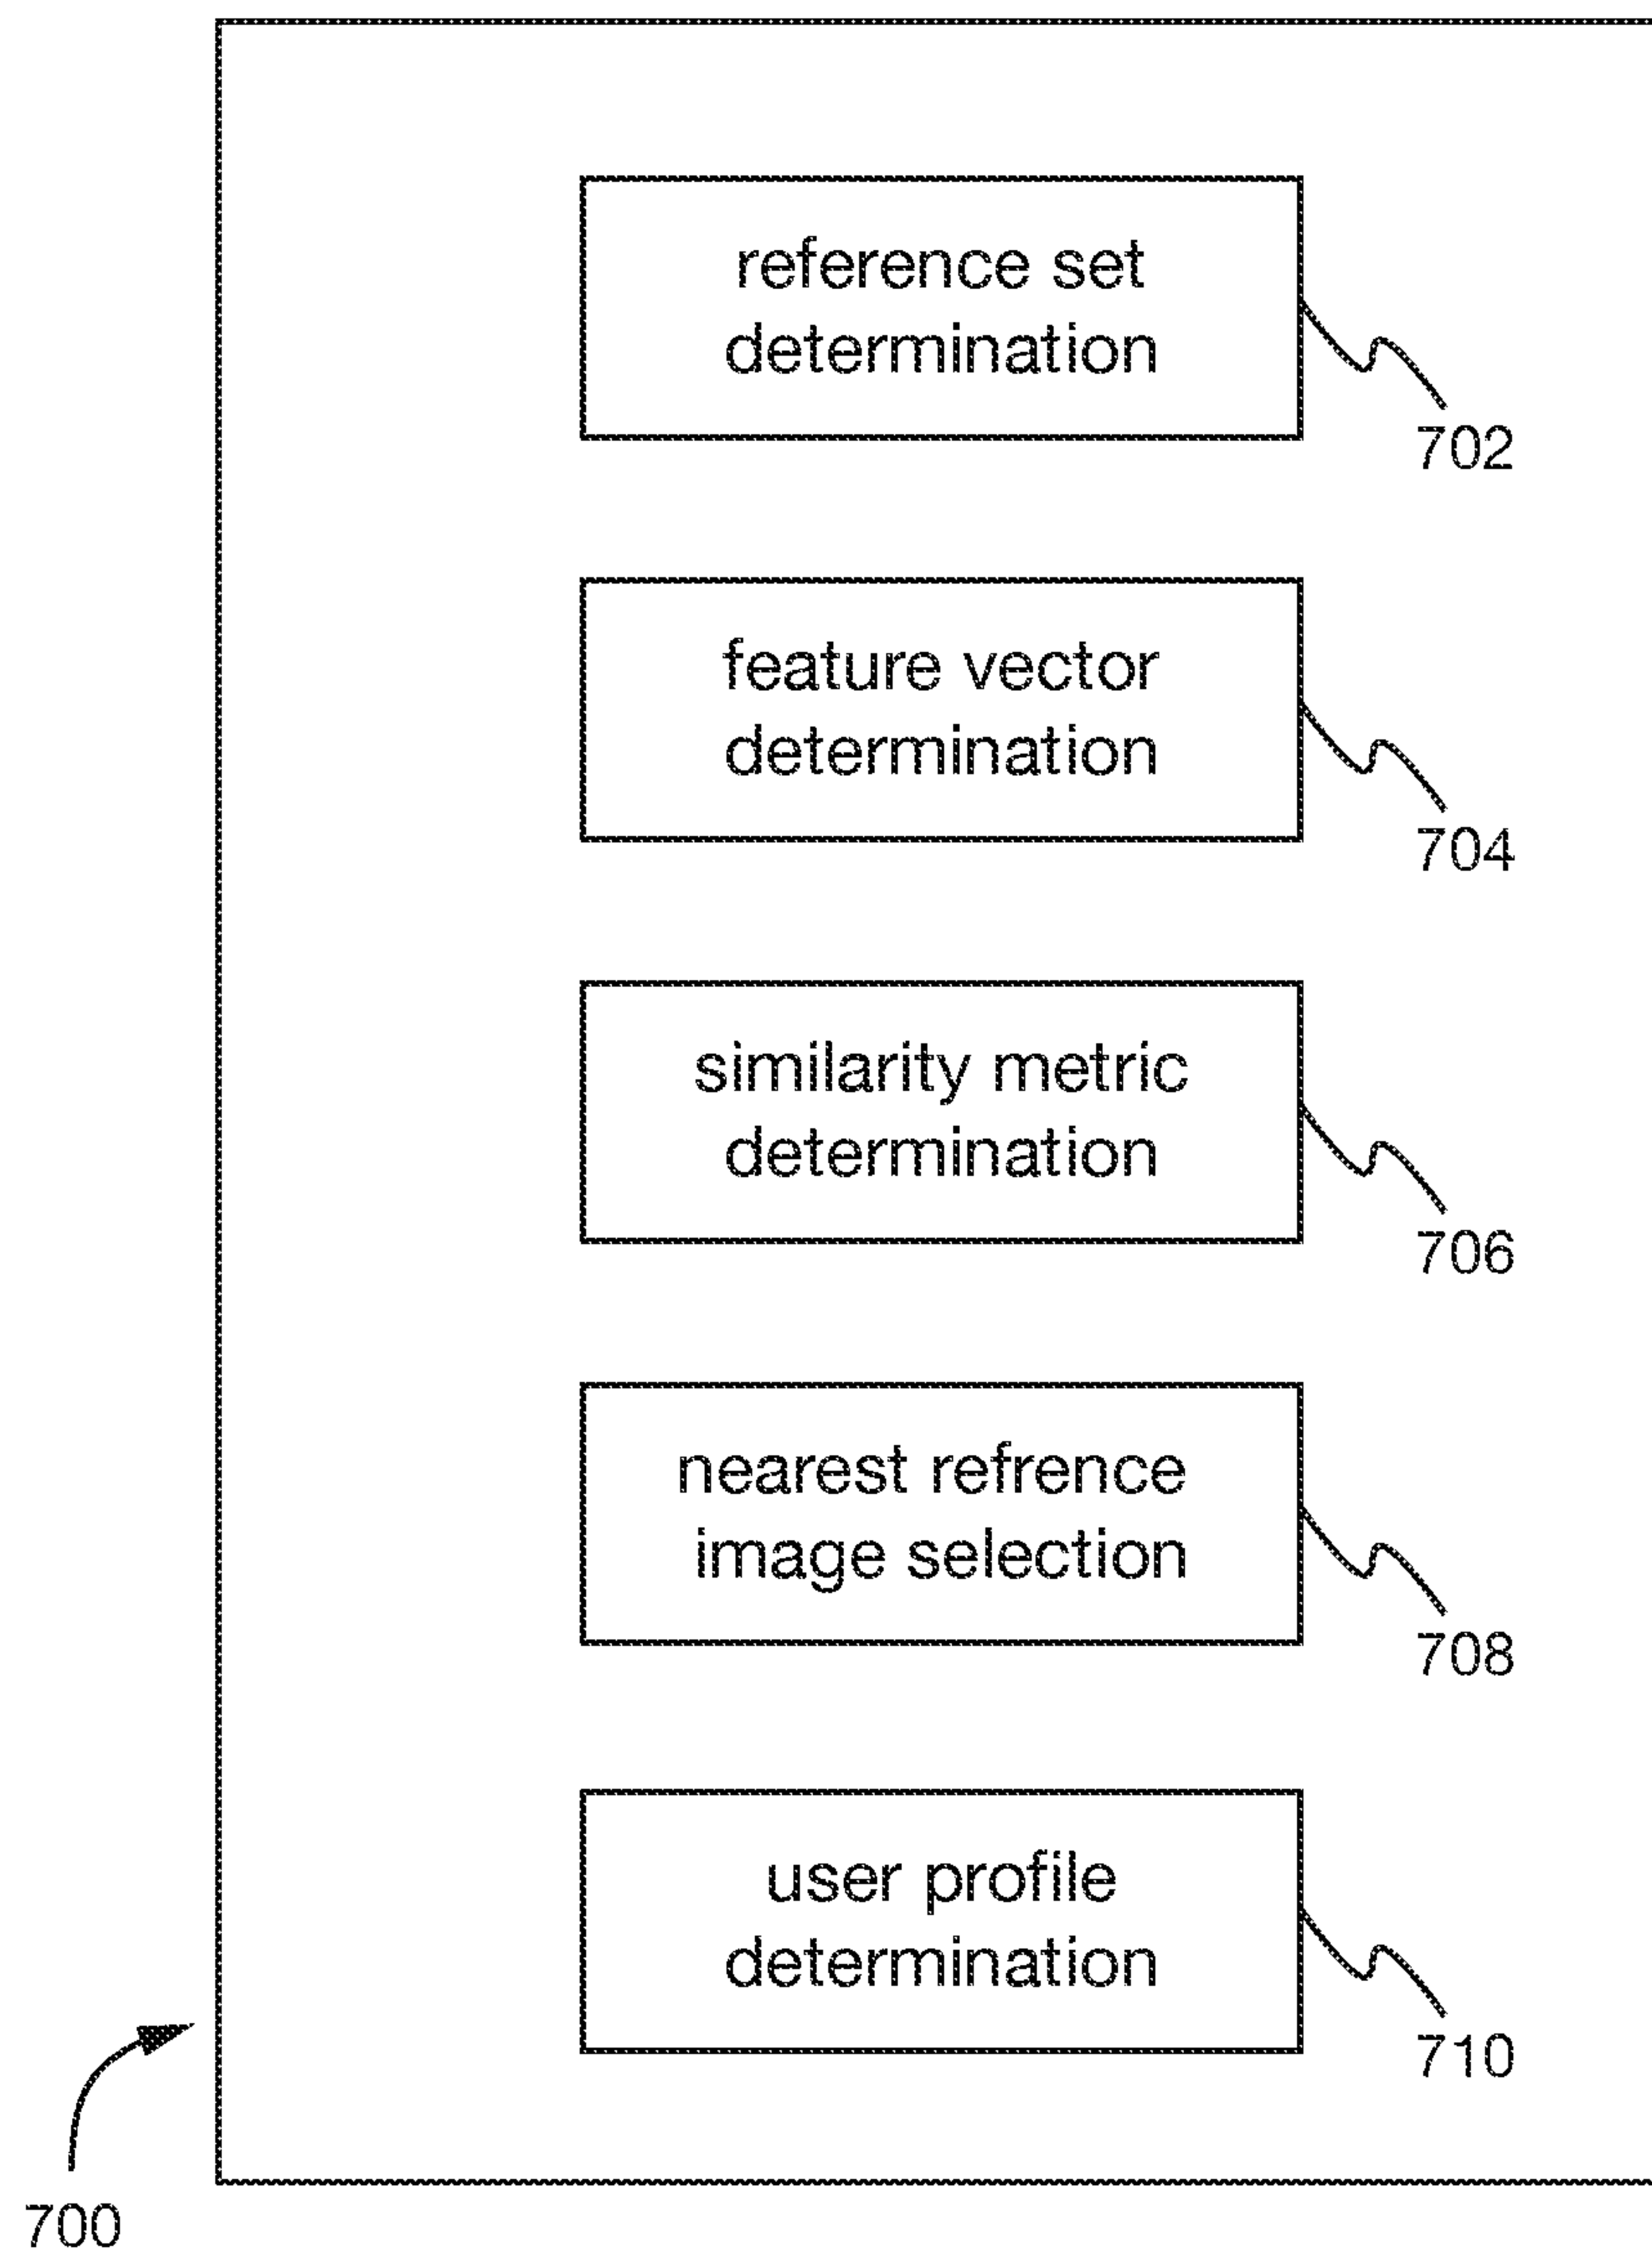 reference set
determination
702
feature vector
determination
704
similarity metric
determination
706
nearest refrence
image selection
708
user profile
determination
710
700